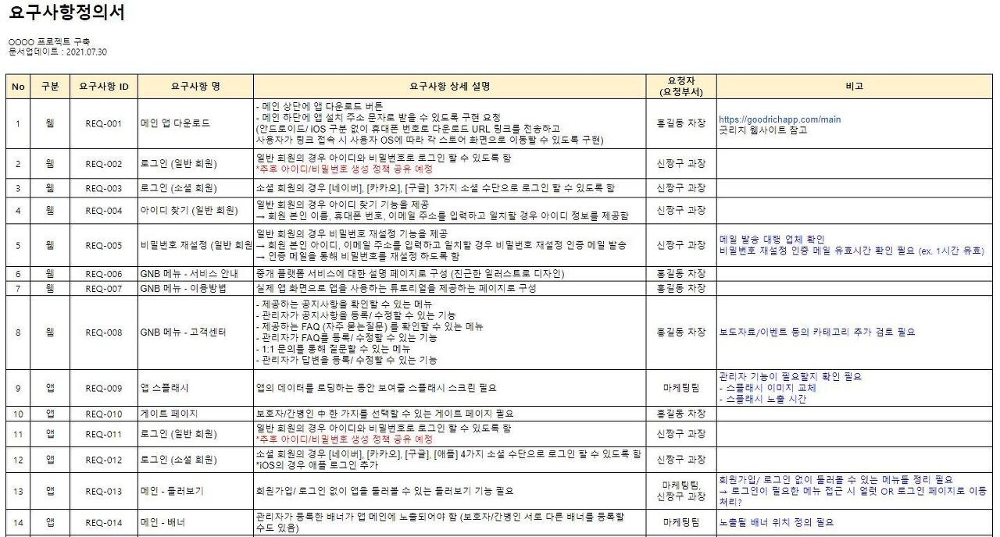 요구사항정의서
OOOO 프로젝트 구축
문서업데이트 : 2021.07.30
No 구분 요구사항 ID 요구사항 명 요구사항 상세 설명 요청자 (요청부서) 비고
1 웹 REQ-001 메인 앱 다운로드
- 메인 상단에 앱 다운로드 버튼
- 메인 하단에 앱 설치 주소 문자로 받을 수 있도록 구현 요청
(안드로이드/ iOS 구분 없이 휴대폰 번호로 다운로드 URL 링크를 전송하고
사용자가 링크 접속 시 사용자 OS에 따라 각 스토어 화면으로 이동할 수 있도록 구현)
홍길동 차장
https://goodrichapp.com/main
굿리치 웹사이트 참고
2 웹 REQ-002 로그인 (일반 회원)
일반 회원의 경우 아이디와 비밀번호로 로그인 할 수 있도록 함
*추후 아이디/비밀번호 생성 정책 공유 예정
신짱구 과장
3 웹 REQ-003 로그인 (소셜 회원) 소셜 회원의 경우 [네이버], [카카오], [구글] 3가지 소셜 수단으로 로그인 할 수 있도록 함 신짱구 과장
4 웹 REQ-004 아이디 찾기 (일반 회원)
일반 회원의 경우 아이디 찾기 기능을 제공
→ 회원 본인 이름, 휴대폰 번호, 이메일 주소를 입력하고 일치할 경우 아이디 정보를 제공함
신짱구 과장
5 웹 REQ-005 비밀번호 재설정 (일반 회원
일반 회원의 경우 비밀번호 재설정 기능을 제공
→ 회원 본인 아이디, 이메일 주소를 입력하고 일치할 경우 비밀번호 재설정 인증 메일 발송
→ 인증 메일을 통해 비밀번호를 재설정 하도록 함
신짱구 과장
메일 발송 대행 업체 확인
비밀번호 재설정 인증 메일 유효시간 확인 필요 (ex. 1시간 유효)
6 웹 REQ-006 GNB 메뉴 - 서비스 안내 중개 플랫폼 서비스에 대한 설명 페이지로 구성 (친근한 일러스트로 디자인) 홍길동 차장
7 웹 REQ-007 GNB 메뉴 - 이용방법 실제 앱 화면으로 앱을 사용하는 튜토리얼을 제공하는 페이지로 구성 홍길동 차장
8 웹 REQ-008 GNB 메뉴 - 고객센터
- 제공하는 공지사항을 확인할 수 있는 메뉴
- 관리자가 공지사항을 등록/ 수정할 수 있는 기능
- 제공하는 FAQ (자주 묻는질문) 를 확인할 수 있는 메뉴
- 관리자가 FAQ를 등록/ 수정할 수 있는 기능
- 1:1 문의를 통해 질문할 수 있는 메뉴
- 관리자가 답변을 등록/ 수정할 수 있는 기능
홍길동 차장
보도자료/이벤트 등의 카테고리 추가 검토 필요
9 앱 REQ-009 앱 스플래시 앱의 데이터를 로딩하는 동안 보여줄 스플래시 스크린 필요 마케팅팀
관리자 기능이 필요할지 확인 필요
- 스플래시 이미지 교체
- 스플래시 노출 시간
10 앱 REQ-010 게이트 페이지 보호자/간병인 中 한 가지를 선택할 수 있는 게이트 페이지 필요 홍길동 차장
11 앱 REQ-011 로그인 (일반 회원)
일반 회원의 경우 아이디와 비밀번호로 로그인 할 수 있도록 함
*추후 아이디/비밀번호 생성 정책 공유 예정
신짱구 과장
12 앱 REQ-012 로그인 (소셜 회원)
소셜 회원의 경우 [네이버], [카카오], [구글], [애플] 4가지 소셜 수단으로 로그인 할 수 있도록 함
*iOS의 경우 애플 로그인 추가
신짱구 과장
13 앱 REQ-013 메인 - 둘러보기 회원가입/ 로그인 없이 앱을 둘러볼 수 있는 둘러보기 기능 필요
마케팅팀,
신짱구 과장
회원가입/ 로그인 없이 둘러볼 수 있는 메뉴들 정리 필요
→ 로그인이 필요한 메뉴 접근 시 얼럿 OR 로그인 페이지로 이동
처리?
14 앱 REQ-014 메인 - 배너
관리자가 등록한 배너가 앱 메인에 노출되어야 함 (보호자/간병인 서로 다른 배너를 등록할
수도 있음)
마케팅팀
노출될 배너 위치 정의 필요